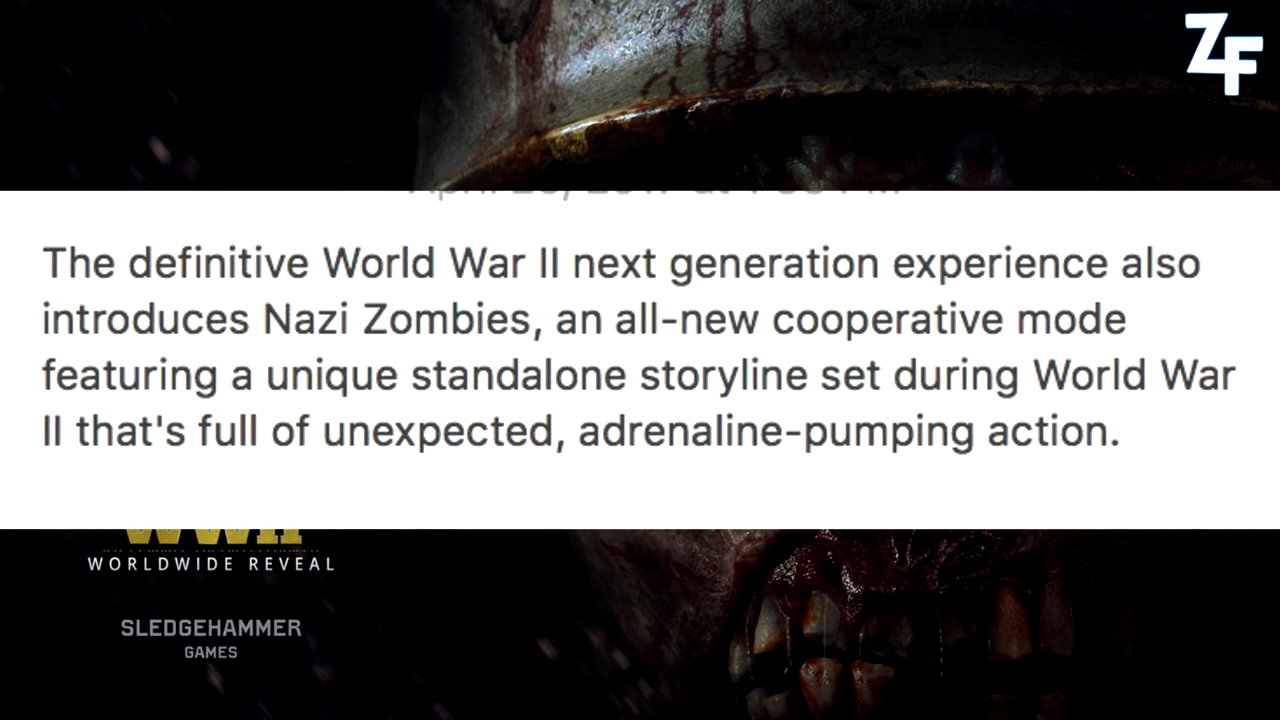 ZF
The definitive World War II next generation experience also
introduces Nazi Zombies, an all-new cooperative mode
featuring a unique standalone storyline set during World War
II that's full of unexpected, adrenaline-pumping action.
WWII
WORLDWIDE REVEAL
SLEDGEHAMMER
GAMES